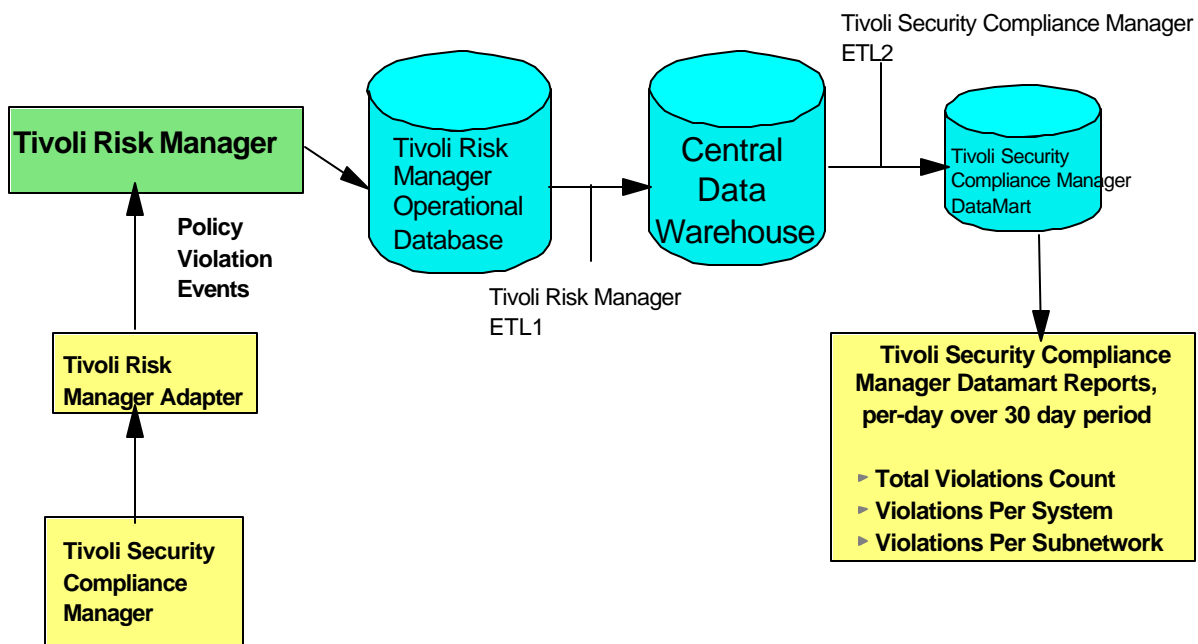 Tivoli Security Compliance Manager
ETL2
Tivoli Risk Manager
Tivoli Risk
Manager
Operational
Database
Central
Data
Warehouse
Tivoli Security
Compliance Manager
DataMart
Policy
Violation
Events
Tivoli Risk Manager
ETL1
Tivoli Risk
Manager Adapter
Tivoli Security Compliance
Manager Datamart Reports,
per-day over 30 day period
Total Violations Count
Violations Per System
Violations Per Subnetwork
Tivoli Security
Compliance
Manager